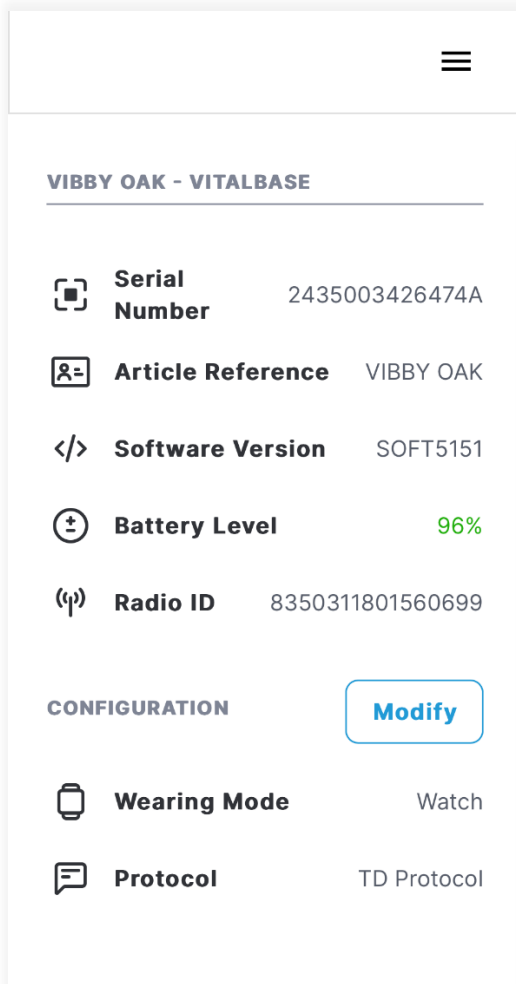 VIBBY OAK - VITALBASE
Serial
Number
2435003426474A
Article Reference VIBBY OAK
Software Version SOFT5151
Battery Level 96%
Radio ID 8350311801560699
CONFIGURATION Modify
Wearing Mode Watch
Protocol TD Protocol